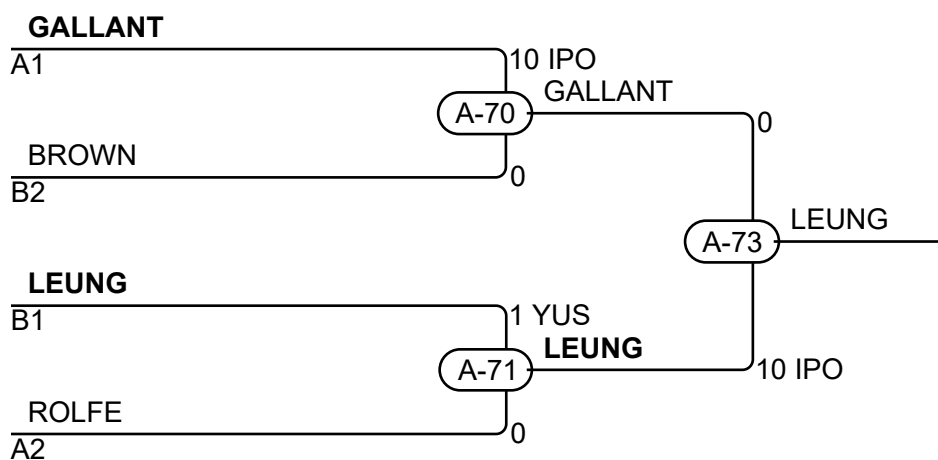 GALLANT
A1
10 IPO
A-70
GALLANT
BROWN
B2
0
0
A-73
LEUNG
LEUNG
B1
1 YUS
A-71
LEUNG
10 IPO
ROLFE
A2
0